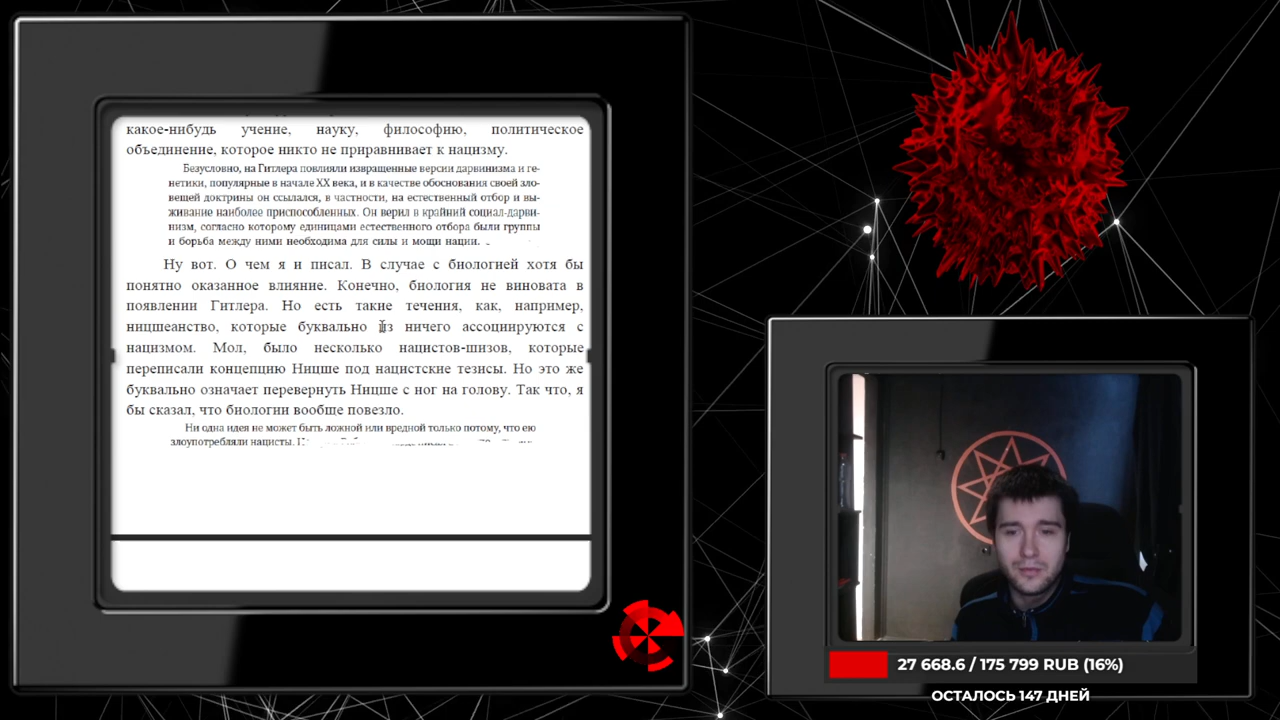 какое-нибудь учение, науку, философию, политическое
объединение, которое никто не приравнивает к нацизму.
Безусловно, на Гитлера повлияли извращенные версии дарвинизма и ге-
нетики, популярные в начале XX века, и в качестве обоснования своей зло-
вещей доктрины он ссылался, в частности, на естественный отбор и вы-
живание наиболее приспособленных. Он верил в крайний социал-дарви-
низм, согласно которому единицами естественного отбора были группы
и борьба между ними необходима для силы и мощи нации.
Ну вот. О чем я и писал. В случае с биологией хотя бы
понятно оказанное влияние. Конечно, биология не виновата в
появлении Гитлера. Но есть такие течения, как, например,
ницшеанство, которые буквально из ничего ассоциируются с
нацизмом. Мол, было несколько нацистов-шизов, которые
переписали концепцию Ницше под нацистские тезисы. Но это же
буквально означает перевернуть Ницше с ног на голову. Так что, я
бы сказал, что биологии вообще повезло.
Ни одна идея не может быть ложной или вредной только потому, что ею
злоупотребляли нацисты.
27 668.6 / 175 799 RUB (16%)
ОСТАЛОСЬ 147 ДНЕЙ